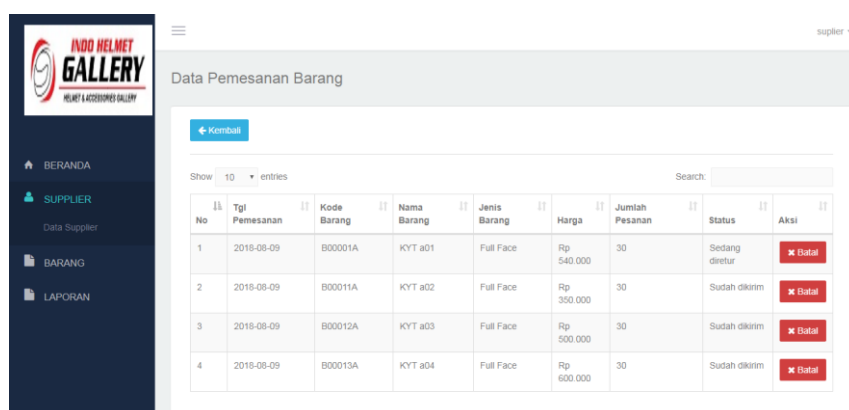 INDO HELMET
GALLERY
HELMET & ACCESSORIES GALLERY
suplier
Data Pemesanan Barang
Kembali
BERANDA
SUPPLIER
Data Supplier
BARANG
LAPORAN
Show 10 entries Search:
No Tgl Pemesanan Kode Barang Nama Barang Jenis Barang Harga Jumlah Pesanan Status Aksi
1 2018-08-09 B00001A KYT a01 Full Face Rp 540.000 30 Sedang diretur Batal
2 2018-08-09 B00011A KYT a02 Full Face Rp 350.000 30 Sudah dikirim Batal
3 2018-08-09 B00012A KYT a03 Full Face Rp 500.000 30 Sudah dikirim Batal
4 2018-08-09 B00013A KYT a04 Full Face Rp 600.000 30 Sudah dikirim Batal